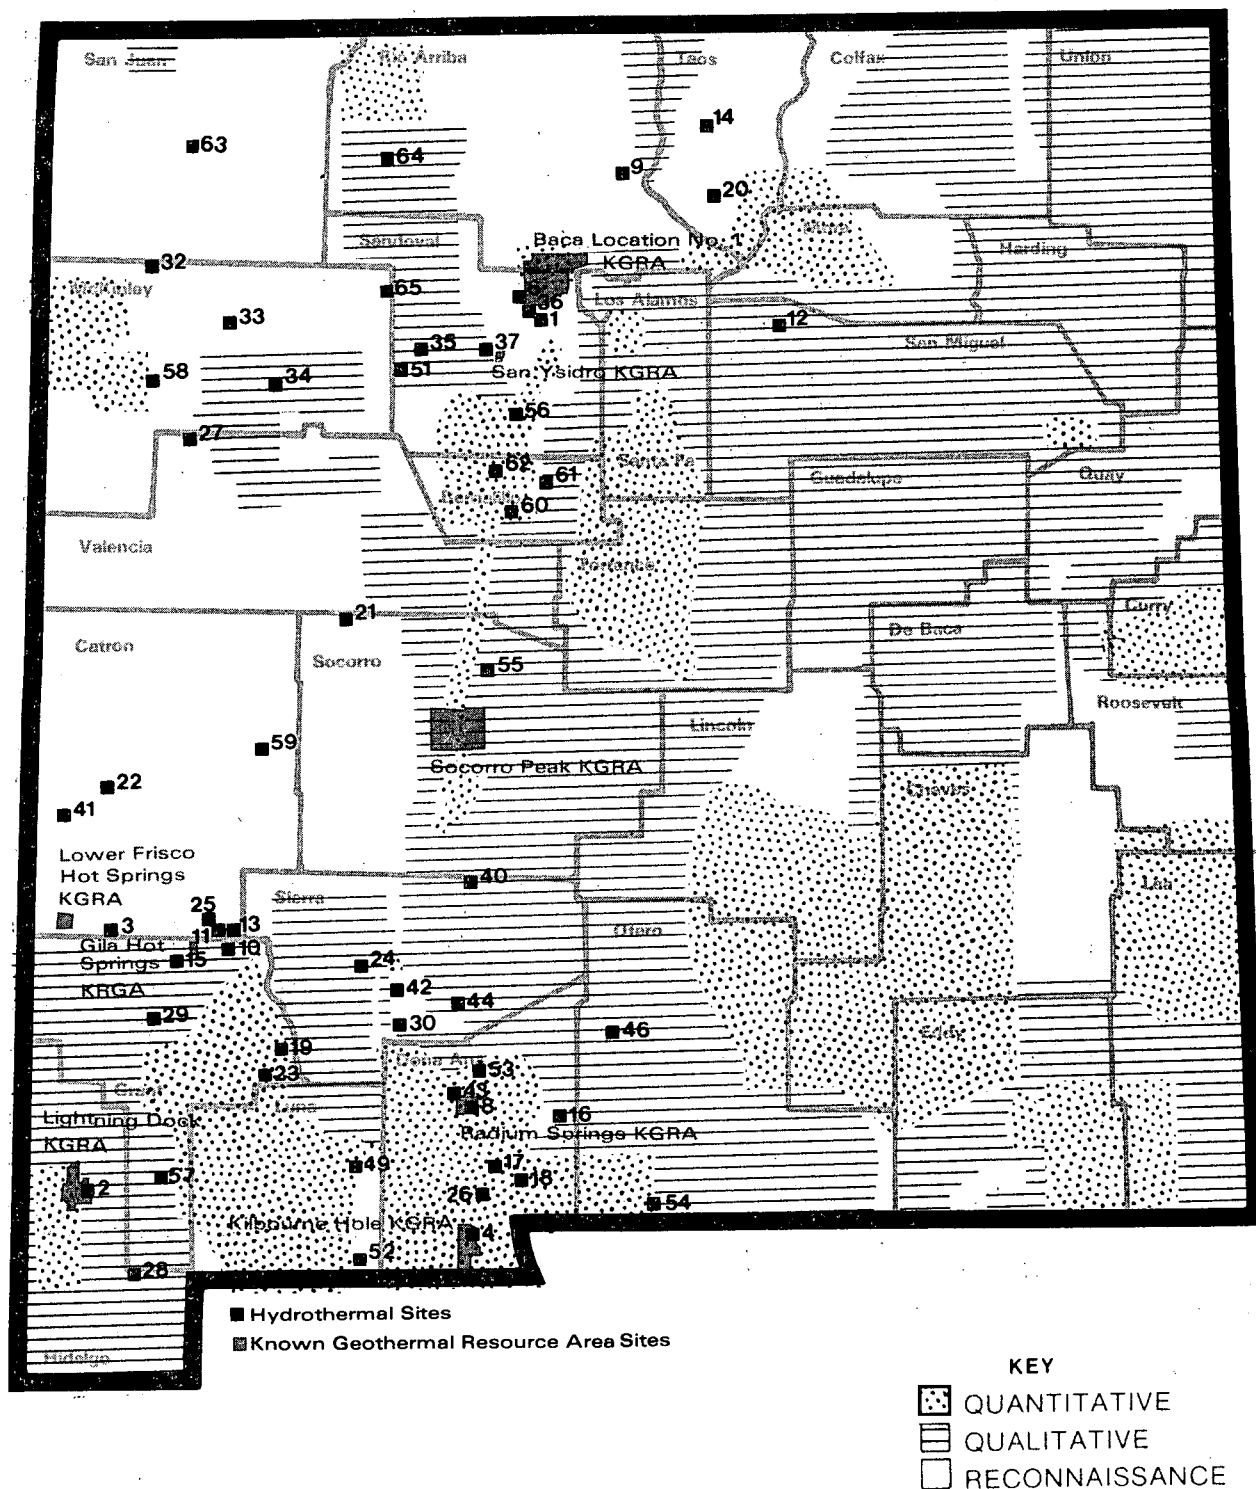 San Juan
Rio Arriba
Taos
Colfax
Union
14
63
64
9
20
Mora
Sandoval
Baca Location No. 1
KGRA
Harding
32
McKinley
65
Los Alamos
36
1
33
12
San Miguel
35
37
51
San Ysidro KGRA
58
34
56
27
62
61
Santa Fe
Guadalupe
Quay
Bernalillo
60
Valencia
Torrance
21
Curry
De Baca
Catron
Socorro
55
Roosevelt
Lincoln
59
Socorro Peak KGRA
22
Chaves
41
Lower Frisco
Hot Springs
KGRA
40
Lea
Sierra
25
3
11
13
Otero
Gila Hot
10
Springs
15
24
KRGA
42
44
29
30
46
Eddy
19
Dona Ana
53
23
Grant
43
8
Luna
Lightning Dock
KGRA
16
Radium Springs KGRA
49
17
57
18
2
26
54
Kilbourne Hole KGRA
4
52
28
Hydrothermal Sites
Known Geothermal Resource Area Sites
Hidalgo
KEY
QUANTITATIVE
QUALITATIVE
RECONNAISSANCE